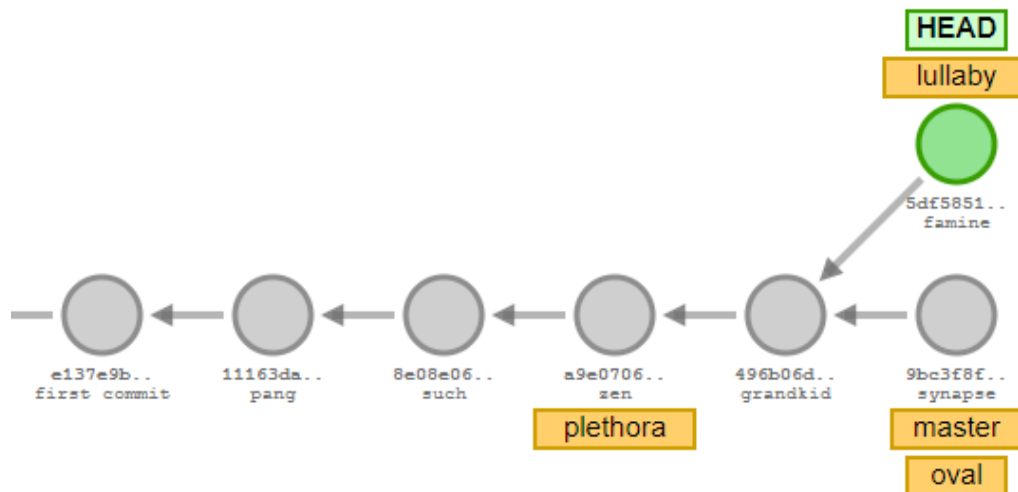 HEAD
lullaby
5df5851..
famine
e137e9b..
first commit
11163da..
pang
8e08e06..
such
a9e0706..
zen
496b06d..
grandkid
9bc3f8f..
synapse
plethora
master
oval